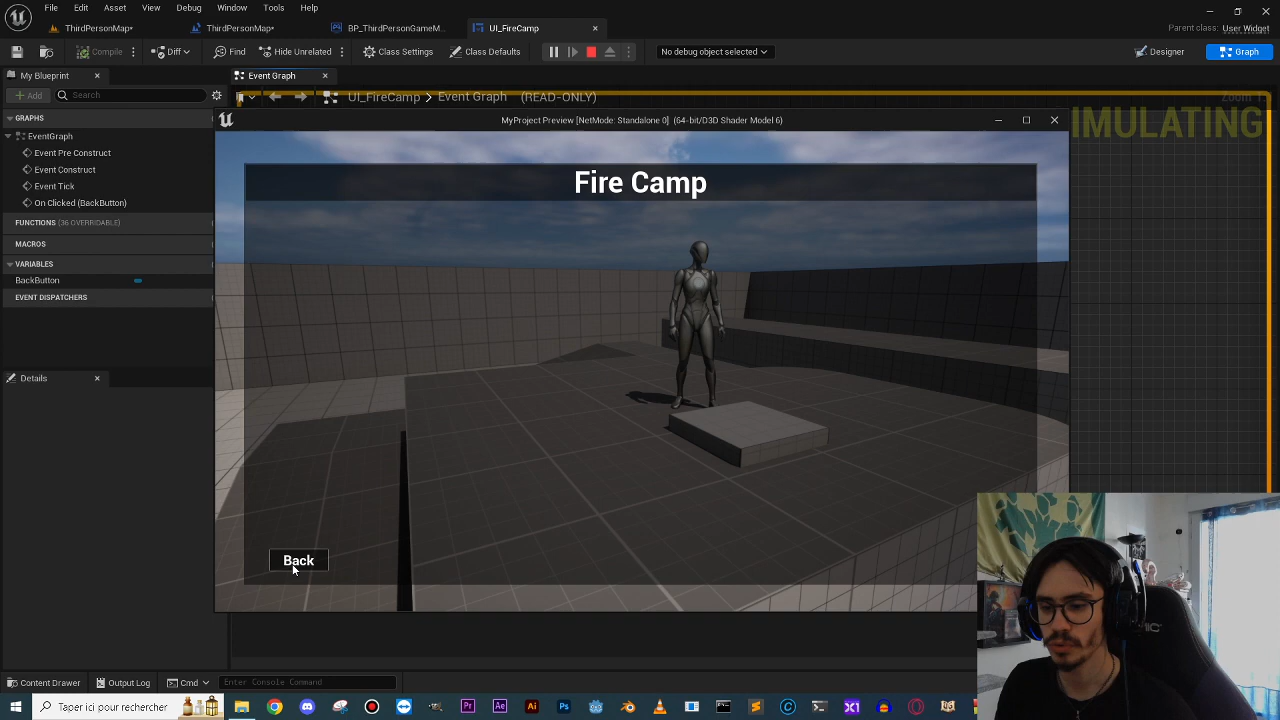 File Edit Asset View Debug Window Tools Help
ThirdPersonMap* ThirdPersonMap* BP_ThirdPersonGameM... UI_FireCamp
Parent class: User Widget
Compile Diff Find Hide Unrelated Class Settings Class Defaults No debug object selected Designer Graph
My Blueprint Event Graph
Add Search UI_FireCamp > Event Graph (READ-ONLY)
GRAPHS
EventGraph
Event Pre Construct
Event Construct
Event Tick
On Clicked (BackButton)
FUNCTIONS (36 OVERRIDABLE)
MACROS
VARIABLES
BackButton
EVENT DISPATCHERS
Details
MyProject Preview [NetMode: Standalone 0] (64-bit/D3D Shader Model 6)
IMULATING
Fire Camp
Back
Content Drawer Output Log Cmd Enter Console Command
Taper ici pour rechercher